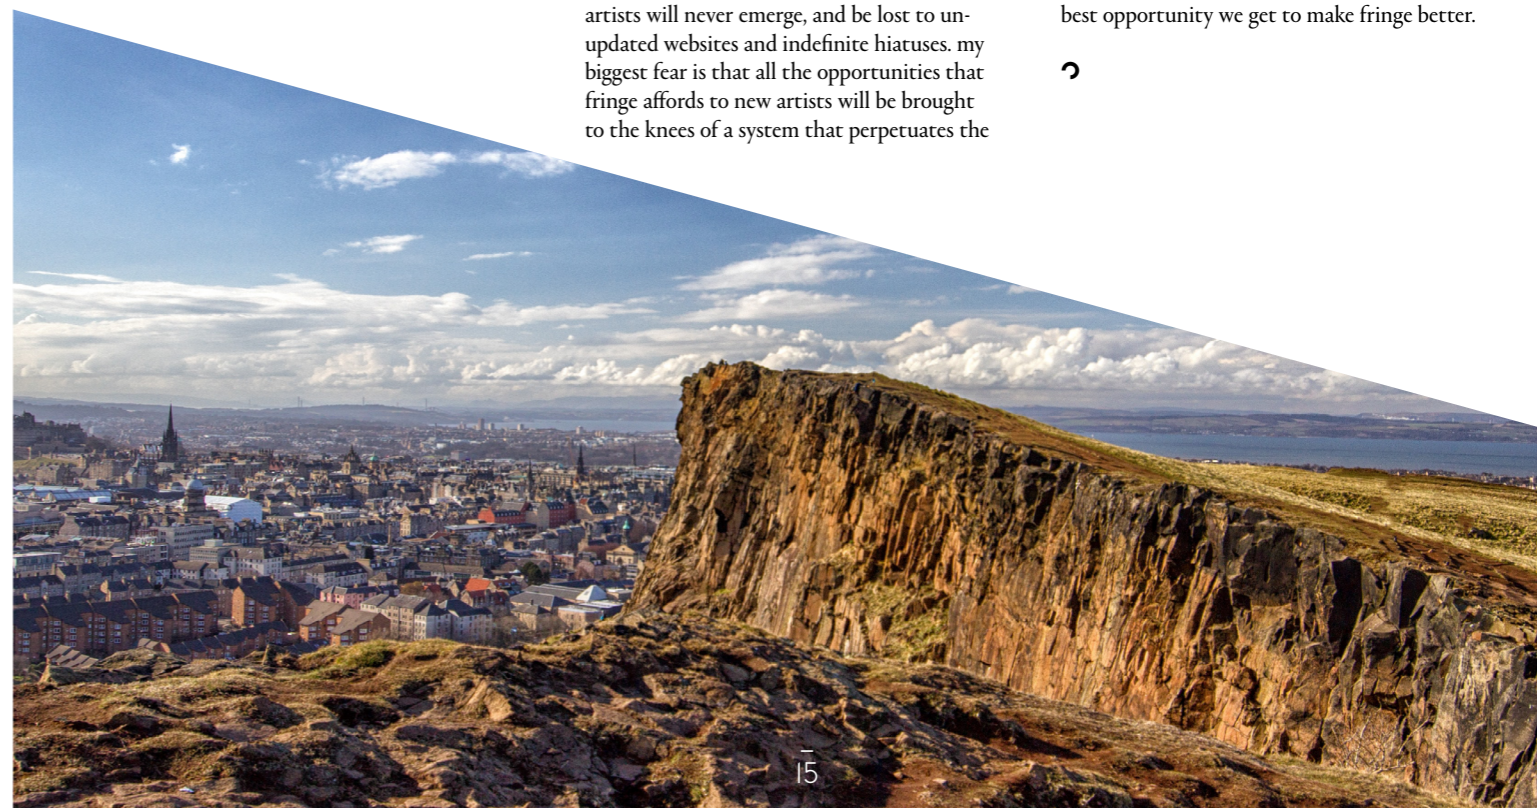 artists will never emerge, and be lost to un-
updated websites and indefinite hiatuses. my
biggest fear is that all the opportunities that
fringe affords to new artists will be brought
to the knees of a system that perpetuates the
best opportunity we get to make fringe better.
15